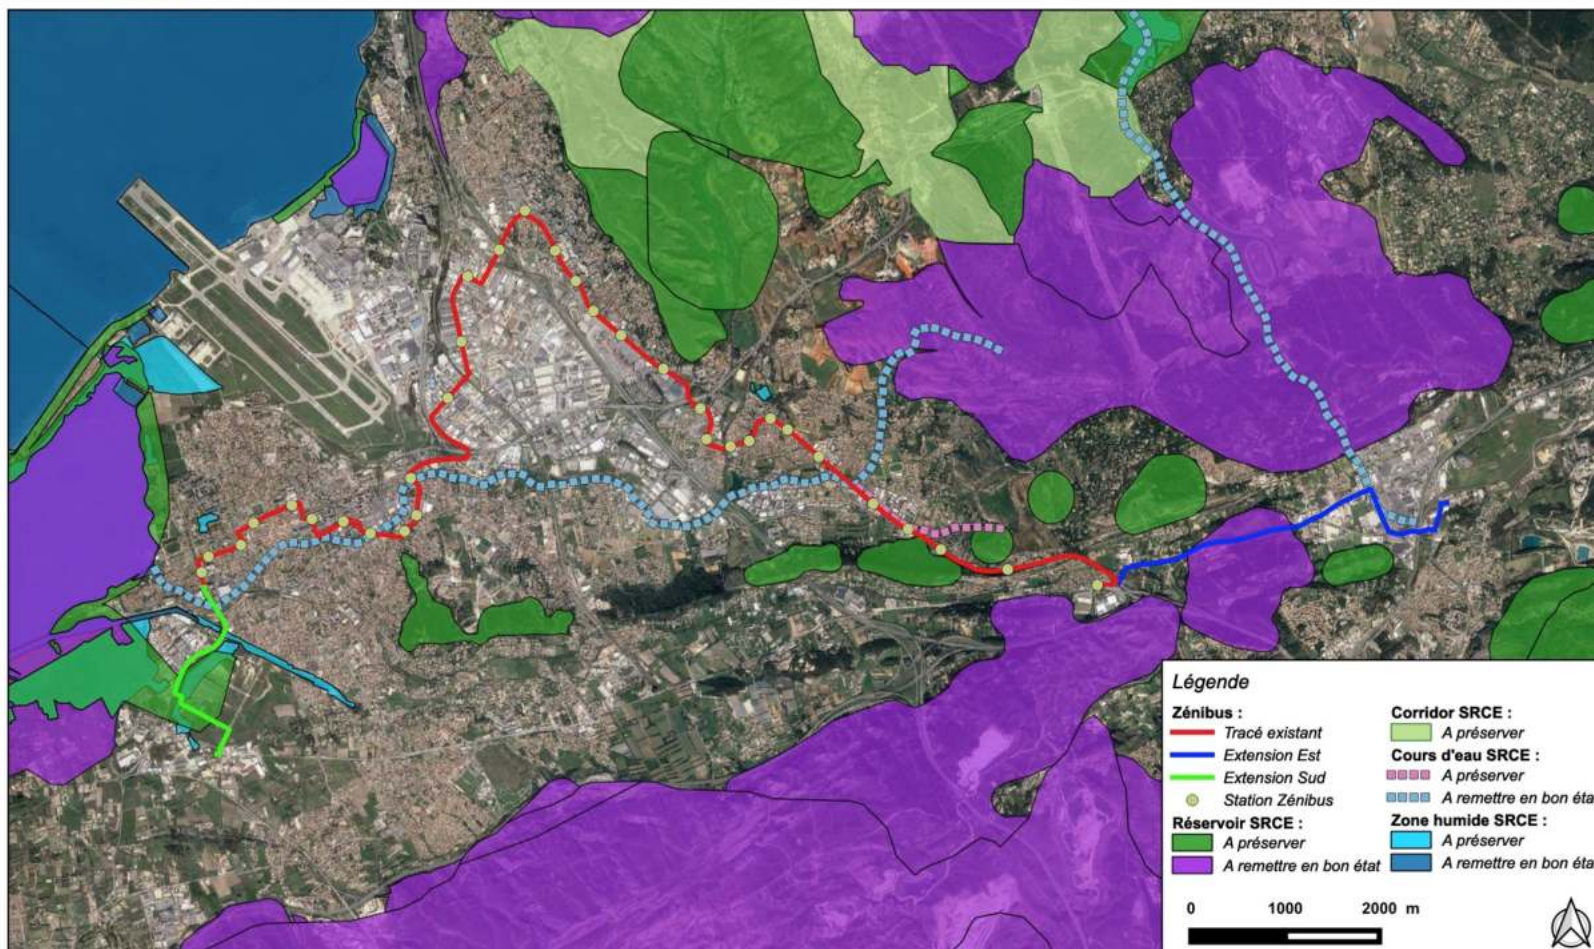 Légende
Zénibus :
Tracé existant
Extension Est
Extension Sud
Station Zénibus
Réservoir SRCE :
A préserver
A remettre en bon état
Corridor SRCE :
A préserver
Cours d'eau SRCE :
A préserver
A remettre en bon éta
Zone humide SRCE :
A préserver
A remettre en bon éta
0 1000 2000 m